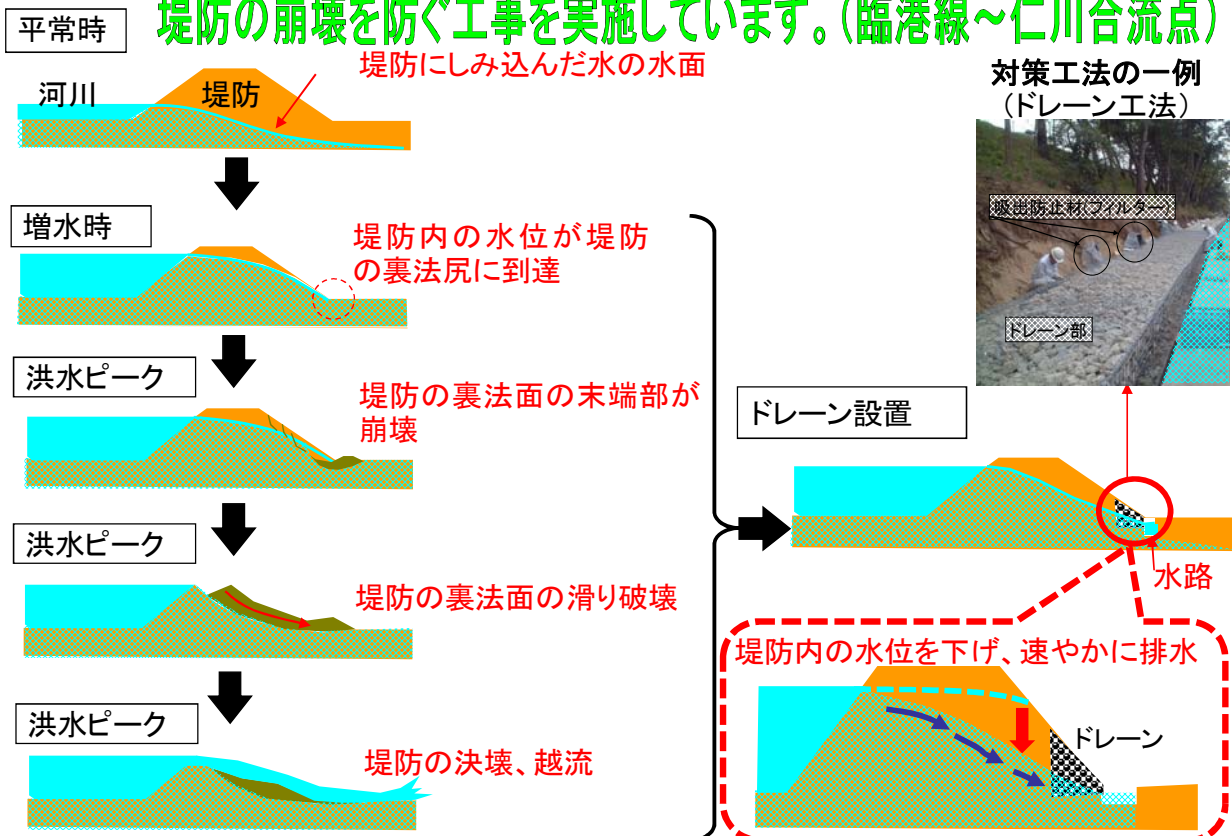 堤防の崩壊を防ぐ工事を実施しています。(臨港線～仁川合流点)
平常時
堤防にしみ込んだ水の水面
河川
堤防
増水時
堤防内の水位が堤防
の裏法尻に到達
洪水ピーク
堤防の裏法面の末端部が
崩壊
洪水ピーク
堤防の裏法面の滑り破壊
洪水ピーク
堤防の決壊、越流
対策工法の一例
(ドレーン工法)
吸出防止材(フィルター)
ドレーン部
ドレーン設置
水路
堤防内の水位を下げ、速やかに排水
ドレーン